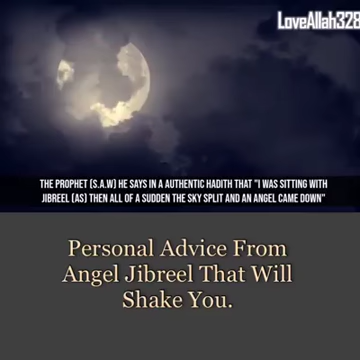 LoveAllah328
THE PROPHET (S.A.W) HE SAYS IN A AUTHENTIC HADITH THAT "I WAS SITTING WITH
JIBREEL (AS) THEN ALL OF A SUDDEN THE SKY SPLIT AND AN ANGEL CAME DOWN"
Personal Advice From
Angel Jibreel That Will
Shake You.